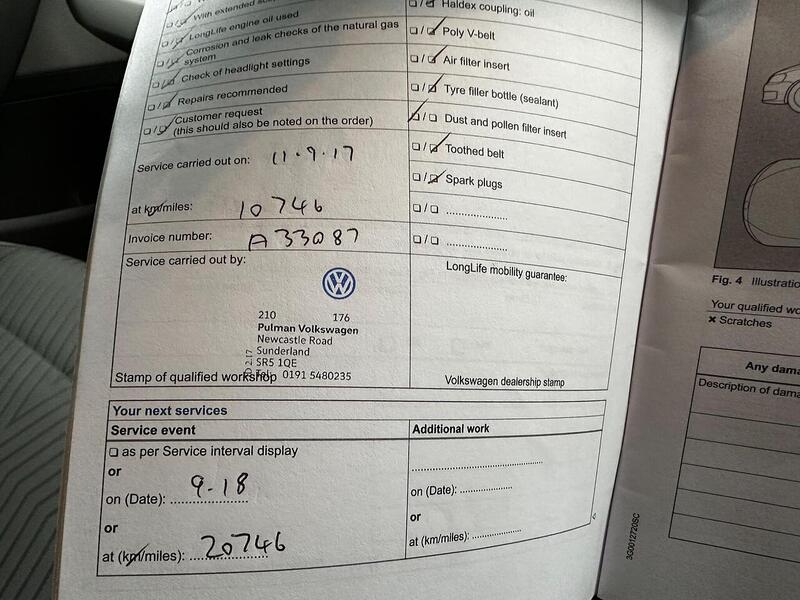 With extended
LongLife engine oil used
Corrosion and leak checks of the natural gas
system
Check of headlight settings
Repairs recommended
Customer request
(this should also be noted on the order)
Service carried out on: 11.9.17
at km/miles: 10746
Invoice number: A33087
Service carried out by:
210 176
Pulman Volkswagen
Newcastle Road
Sunderland
SR5 1QE
Tel: 0191 5480235
Stamp of qualified workshop
Haldex coupling: oil
Poly V-belt
Air filter insert
Tyre filler bottle (sealant)
Dust and pollen filter insert
Toothed belt
Spark plugs
LongLife mobility guarantee:
Volkswagen dealership stamp
Your next services
Service event
as per Service interval display
or
on (Date): 9-18
or
at (km/miles): 20746
Additional work
on (Date):
or
at (km/miles):
3G0012720SC
Fig. 4 Illustratio
Your qualified wo
× Scratches
Any dama
Description of dama